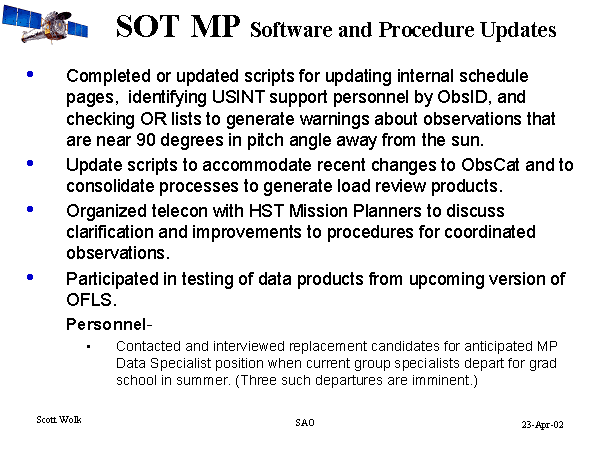 SOT MP Software and Procedure Updates
• Completed or updated scripts for updating internal schedule
pages, identifying USINT support personnel by ObsID, and
checking OR lists to generate warnings about observations that
are near 90 degrees in pitch angle away from the sun.
• Update scripts to accommodate recent changes to ObsCat and to
consolidate processes to generate load review products.
• Organized telecon with HST Mission Planners to discuss
clarification and improvements to procedures for coordinated
observations.
• Participated in testing of data products from upcoming version of
OFLS.
Personnel-
• Contacted and interviewed replacement candidates for anticipated MP
Data Specialist position when current group specialists depart for grad
school in summer. (Three such departures are imminent.)
Scott Wolk
SAO
23-Apr-02